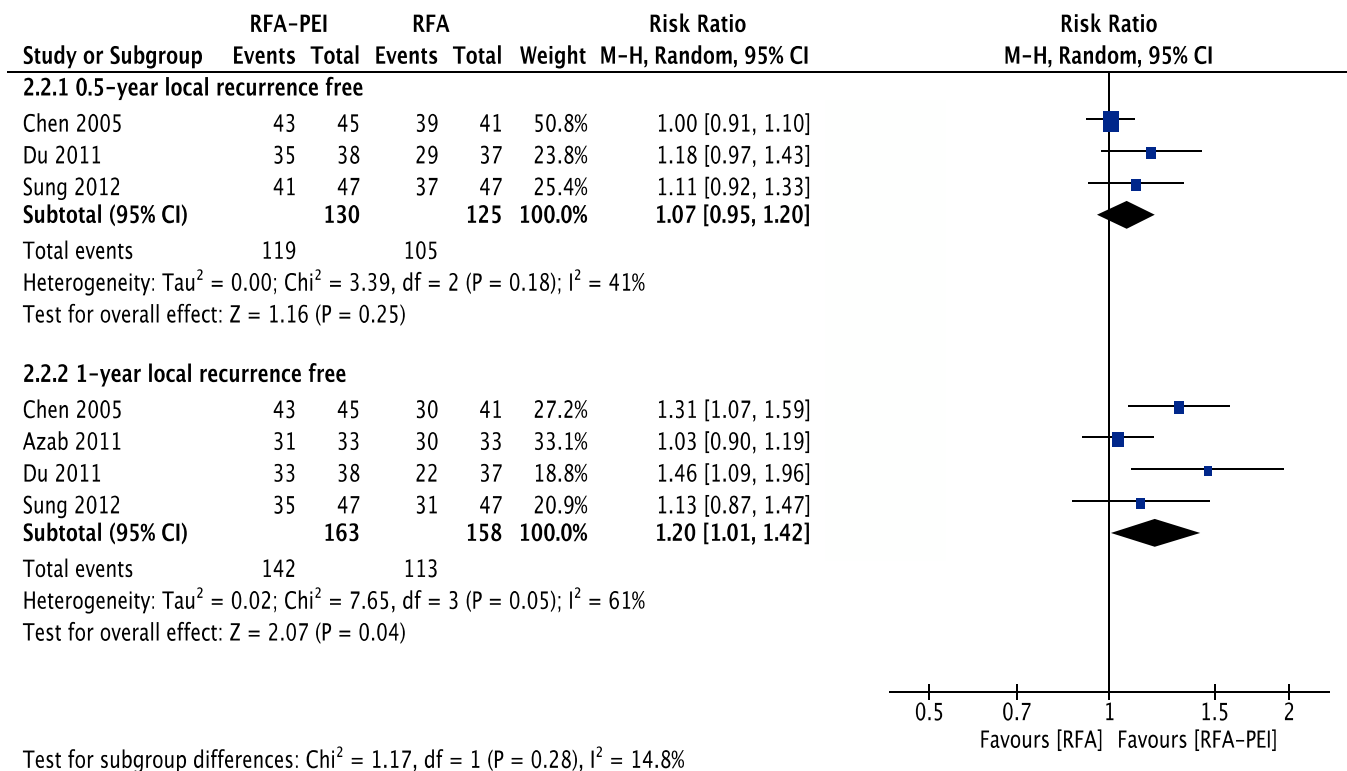 RFA-PEI RFA Risk Ratio Risk Ratio
Study or Subgroup Events Total Events Total Weight M-H, Random, 95% CI M-H, Random, 95% CI
2.2.1 0.5-year local recurrence free
Chen 2005 43 45 39 41 50.8% 1.00 [0.91, 1.10]
Du 2011 35 38 29 37 23.8% 1.18 [0.97, 1.43]
Sung 2012 41 47 37 47 25.4% 1.11 [0.92, 1.33]
Subtotal (95% CI) 130 125 100.0% 1.07 [0.95, 1.20]
Total events 119 105
Heterogeneity: Tau² = 0.00; Chi² = 3.39, df = 2 (P = 0.18); I² = 41%
Test for overall effect: Z = 1.16 (P = 0.25)
2.2.2 1-year local recurrence free
Chen 2005 43 45 30 41 27.2% 1.31 [1.07, 1.59]
Azab 2011 31 33 30 33 33.1% 1.03 [0.90, 1.19]
Du 2011 33 38 22 37 18.8% 1.46 [1.09, 1.96]
Sung 2012 35 47 31 47 20.9% 1.13 [0.87, 1.47]
Subtotal (95% CI) 163 158 100.0% 1.20 [1.01, 1.42]
Total events 142 113
Heterogeneity: Tau² = 0.02; Chi² = 7.65, df = 3 (P = 0.05); I² = 61%
Test for overall effect: Z = 2.07 (P = 0.04)
0.5 0.7 1 1.5 2
Favours [RFA] Favours [RFA-PEI]
Test for subgroup differences: Chi² = 1.17, df = 1 (P = 0.28), I² = 14.8%